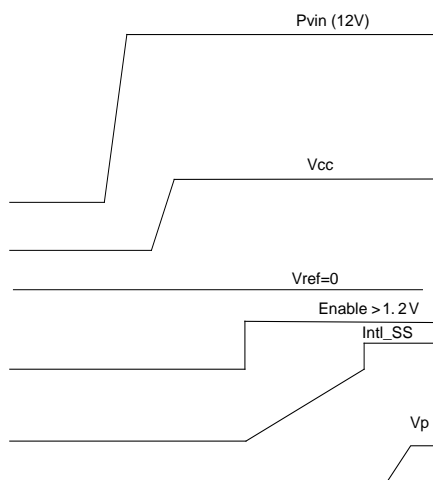 Pvin (12V)
Vcc
Vref=0
Enable >1.2V
Intl_SS
Vp